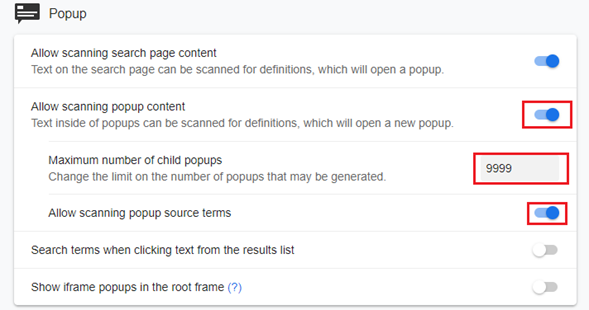 Popup
Allow scanning search page content
Text on the search page can be scanned for definitions, which will open a popup.
Allow scanning popup content
Text inside of popups can be scanned for definitions, which will open a new popup.
Maximum number of child popups
Change the limit on the number of popups that may be generated.
9999
Allow scanning popup source terms
Search terms when clicking text from the results list
Show iframe popups in the root frame (?)